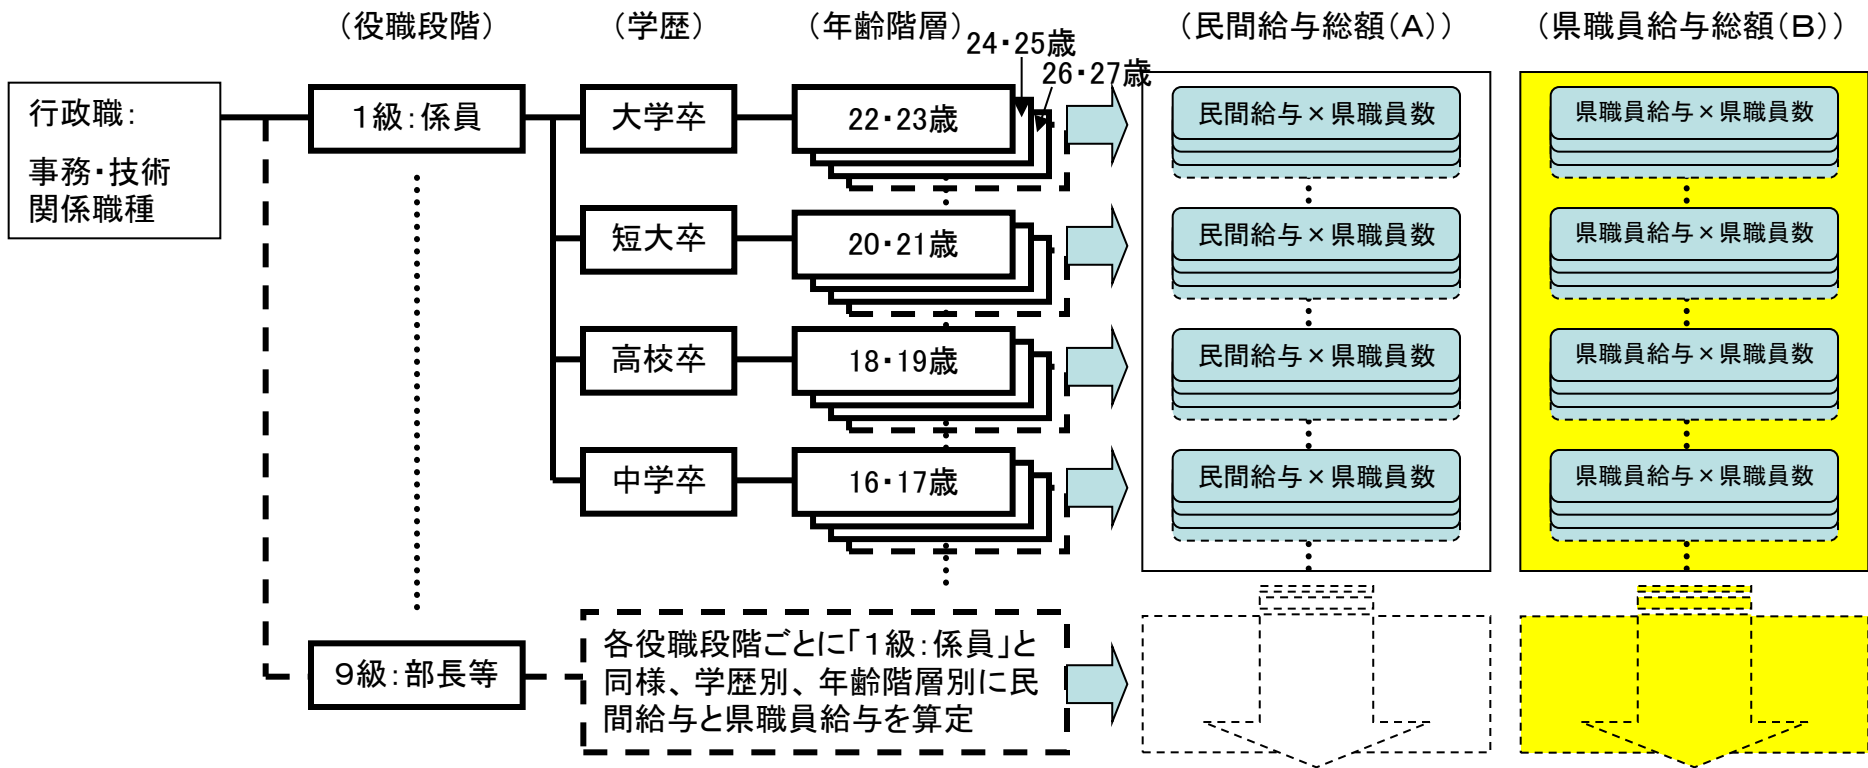 (役職段階)
(学歴)
(年齢階層)
(民間給与総額(A))
(県職員給与総額(B))
24・25歳
26・27歳
行政職:
事務・技術
関係職種
1級:係員
大学卒
22・23歳
民間給与×県職員数
県職員給与×県職員数
短大卒
20・21歳
民間給与×県職員数
県職員給与×県職員数
高校卒
18・19歳
民間給与×県職員数
県職員給与×県職員数
中学卒
16・17歳
民間給与×県職員数
県職員給与×県職員数
9級:部長等
各役職段階ごとに「1級:係員」と
同様、学歴別、年齢階層別に民
間給与と県職員給与を算定